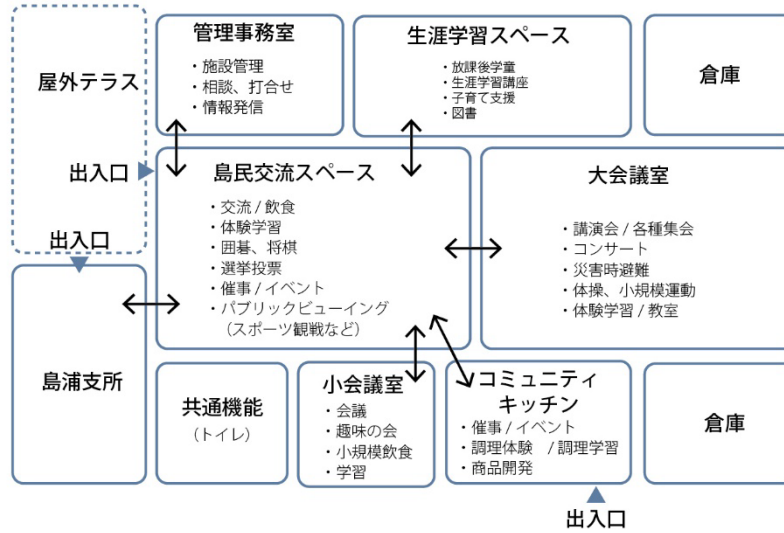 管理事務室
・施設管理
・相談、打合せ
・情報発信
生涯学習スペース
・放課後学童
・生涯学習講座
・子育て支援
・図書
倉庫
屋外テラス
出入口
出入口
島民交流スペース
・交流 / 飲食
・体験学習
・囲碁、将棋
・選挙投票
・催事 / イベント
・パブリックビューイング
（スポーツ観戦など）
大会議室
・講演会 / 各種集会
・コンサート
・災害時避難
・体操、小規模運動
・体験学習 / 教室
島浦支所
共通機能
（トイレ）
小会議室
・会議
・趣味の会
・小規模飲食
・学習
コミュニティ
キッチン
・催事 / イベント
・調理体験　/ 調理学習
・商品開発
倉庫
出入口